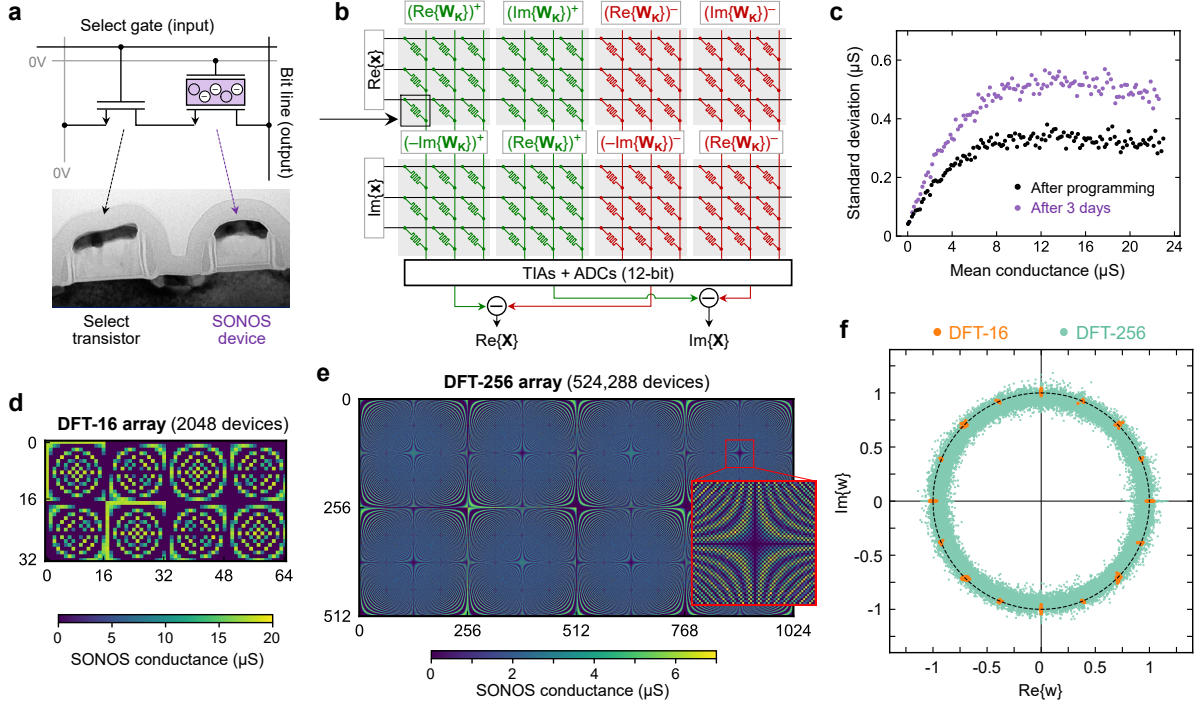 a
Select gate (input)
0V
0V
Bit line (output)
Select
transistor
SONOS
device
b
(Re{W_K})⁺
(Im{W_K})⁺
(Re{W_K})⁻
(Im{W_K})⁻
Re{x}
(–Im{W_K})⁺
(Re{W_K})⁺
(–Im{W_K})⁻
(Re{W_K})⁻
Im{x}
TIAs + ADCs (12-bit)
Re{X}
Im{X}
c
Standard deviation (µS)
0.6
0.4
0.2
0
After programming
After 3 days
0 4 8 12 16 20 24
Mean conductance (µS)
d
DFT-16 array (2048 devices)
0
16
32
0 16 32 48 64
0 5 10 15 20
SONOS conductance (µS)
e
DFT-256 array (524,288 devices)
0
256
512
0 256 512 768 1024
0 2 4 6
SONOS conductance (µS)
f
DFT-16
DFT-256
Im{w}
1
0.5
0
-0.5
-1
-1 -0.5 0 0.5 1
Re{w}